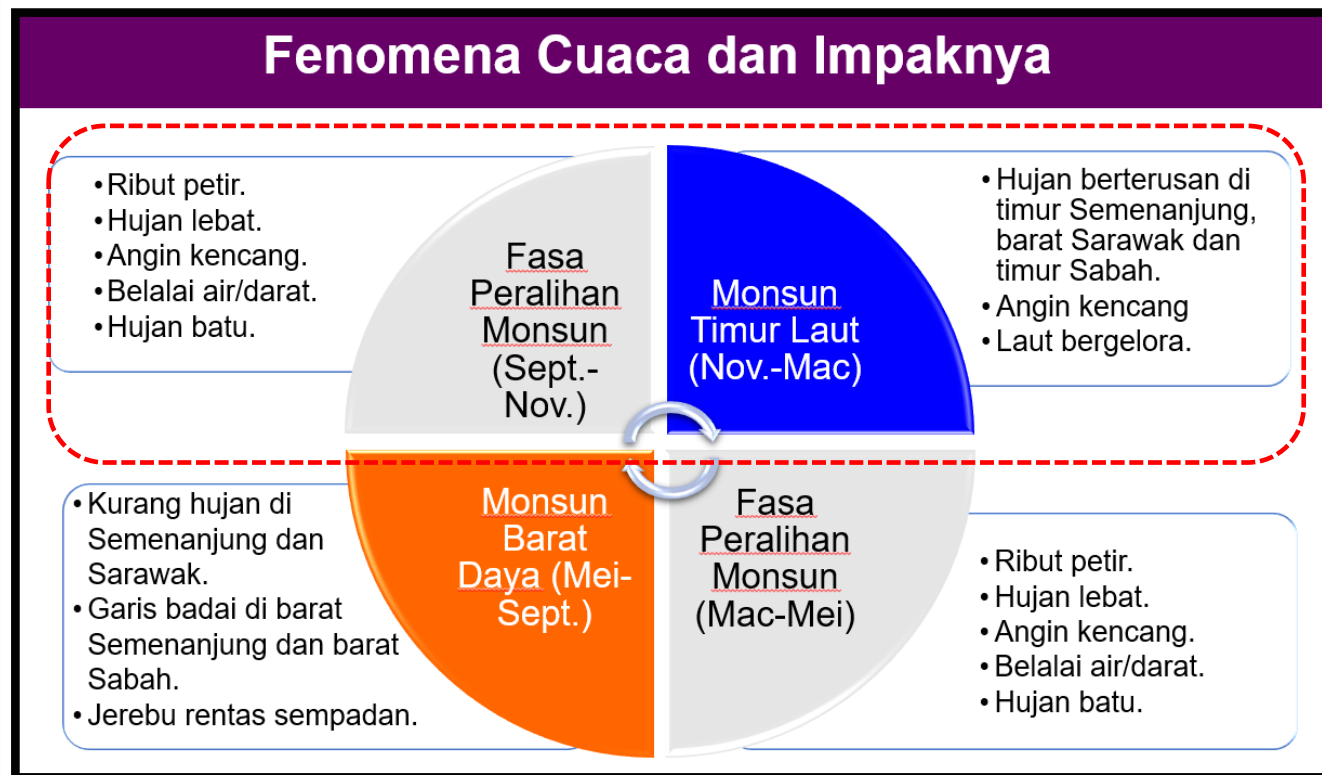 Fenomena Cuaca dan Impaknya
•Ribut petir.
•Hujan lebat.
•Angin kencang.
•Belalai air/darat.
•Hujan batu.
Fasa
Peralihan
Monsun
(Sept.-
Nov.)
Monsun
Timur Laut
(Nov.-Mac)
•Hujan berterusan di
timur Semenanjung,
barat Sarawak dan
timur Sabah.
•Angin kencang
•Laut bergelora.
•Kurang hujan di
Semenanjung dan
Sarawak.
•Garis badai di barat
Semenanjung dan barat
Sabah.
•Jerebu rentas sempadan.
Monsun
Barat
Daya (Mei-
Sept.)
Fasa
Peralihan
Monsun
(Mac-Mei)
•Ribut petir.
•Hujan lebat.
•Angin kencang.
•Belalai air/darat.
•Hujan batu.